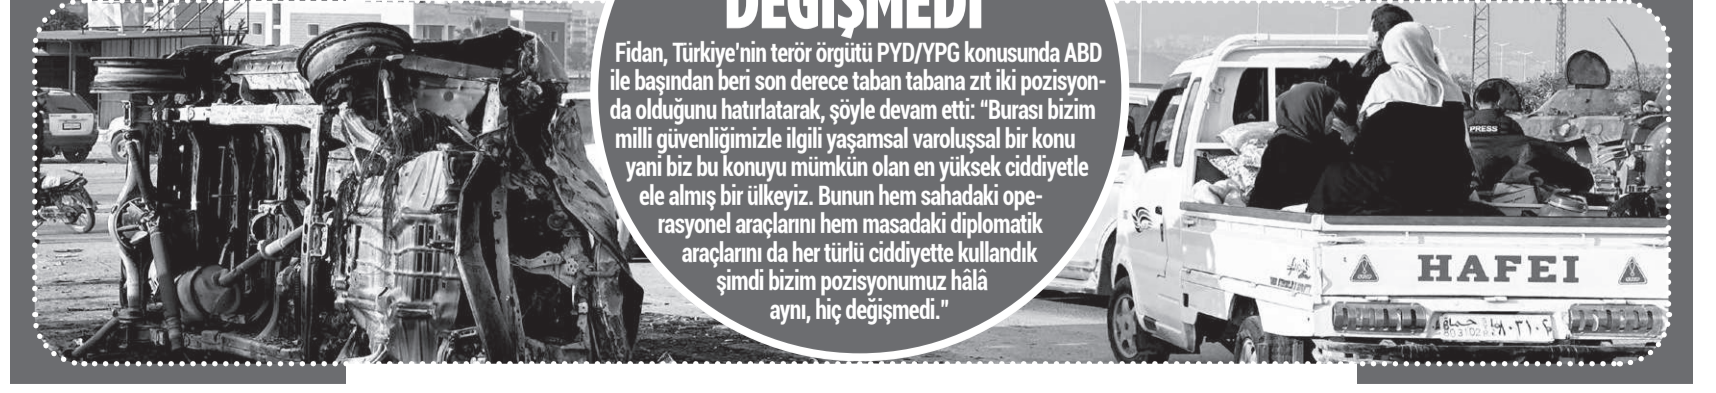 DEĞİŞMEDİ
Fidan, Türkiye'nin terör örgütü PYD/YPG konusunda ABD
ile başından beri son derece taban tabana zıt iki pozisyon-
da olduğunu hatırlatarak, şöyle devam etti: “Burası bizim
milli güvenliğimizle ilgili yaşamsal varoluşsal bir konu
yani biz bu konuyu mümkün olan en yüksek ciddiyetle
ele almış bir ülkeyiz. Bunun hem sahadaki ope-
rasyonel araçlarını hem masadaki diplomatik
araçlarını da her türlü ciddiyette kullandık
şimdi bizim pozisyonumuz hâlâ
aynı, hiç değişmedi.”
PRESS
HAFEI